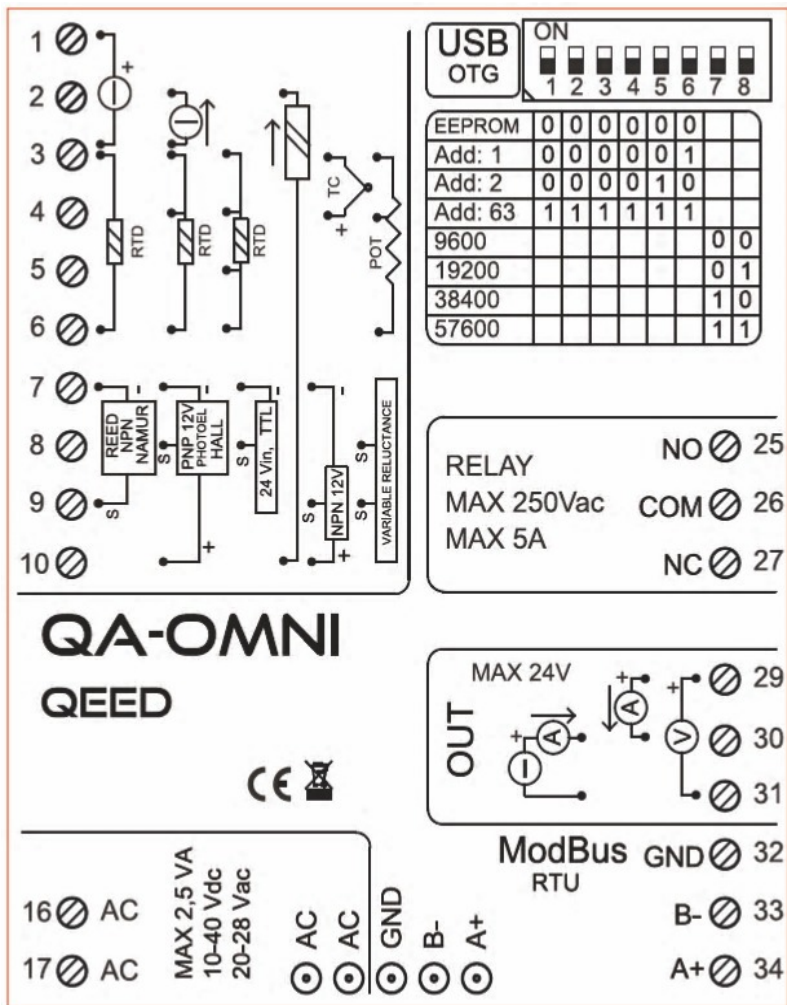 1
2
3
4
5
6
7
8
9
10
+
RTD
RTD
RTD
TC
+
POT
-
REED
NPN
NAMUR
S
-
PNP 12V
PHOTOEL
HALL
S
+
-
24 Vin, TTL
S
-
NPN 12V
S
+
VARIABLE RELUCTANCE
S
S
USB
OTG
ON
1 2 3 4 5 6 7 8
EEPROM 0 0 0 0 0 0
Add: 1 0 0 0 0 0 1
Add: 2 0 0 0 0 1 0
Add: 63 1 1 1 1 1 1
9600 0 0
19200 0 1
38400 1 0
57600 1 1
RELAY
MAX 250Vac
MAX 5A
NO 25
COM 26
NC 27
QA-OMNI
QEED
CE
OUT
MAX 24V
+ A
+ A
+ V
29
30
31
ModBus
RTU
GND 32
B- 33
A+ 34
16 AC
17 AC
MAX 2,5 VA
10-40 Vdc
20-28 Vac
AC
AC
GND
B-
A+